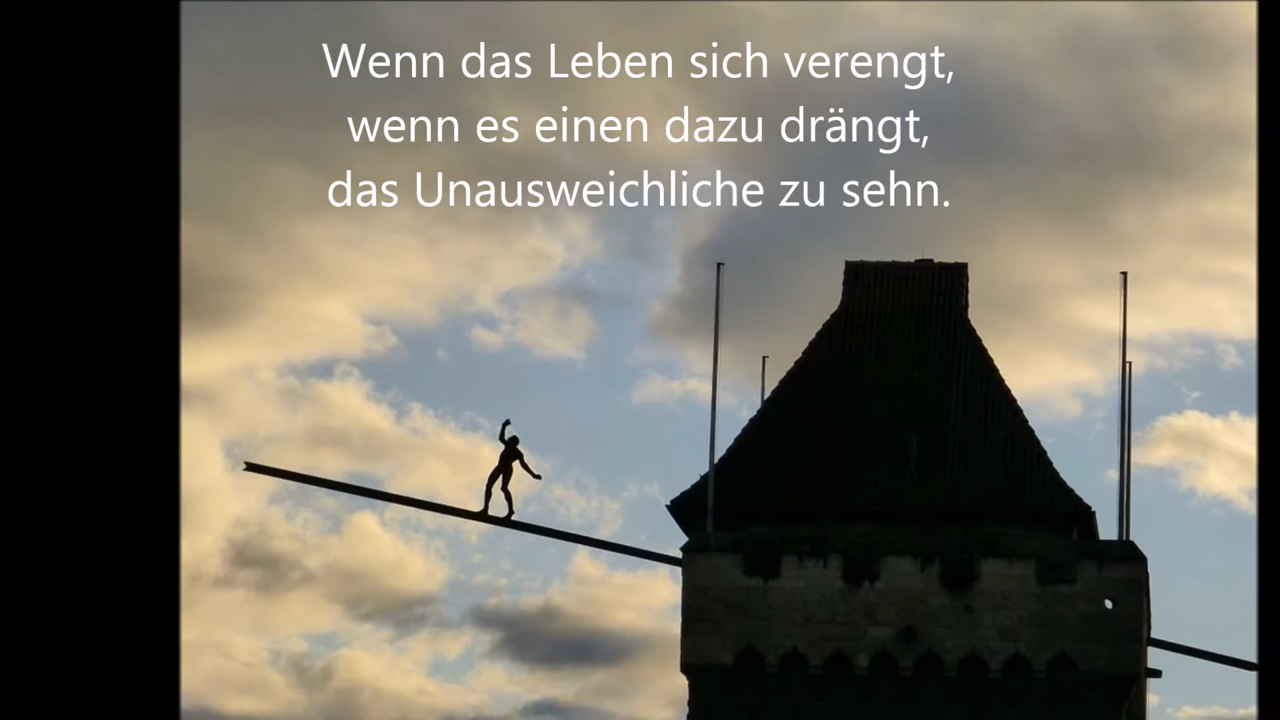 Wenn das Leben sich verengt,
wenn es einen dazu drängt,
das Unausweichliche zu sehn.